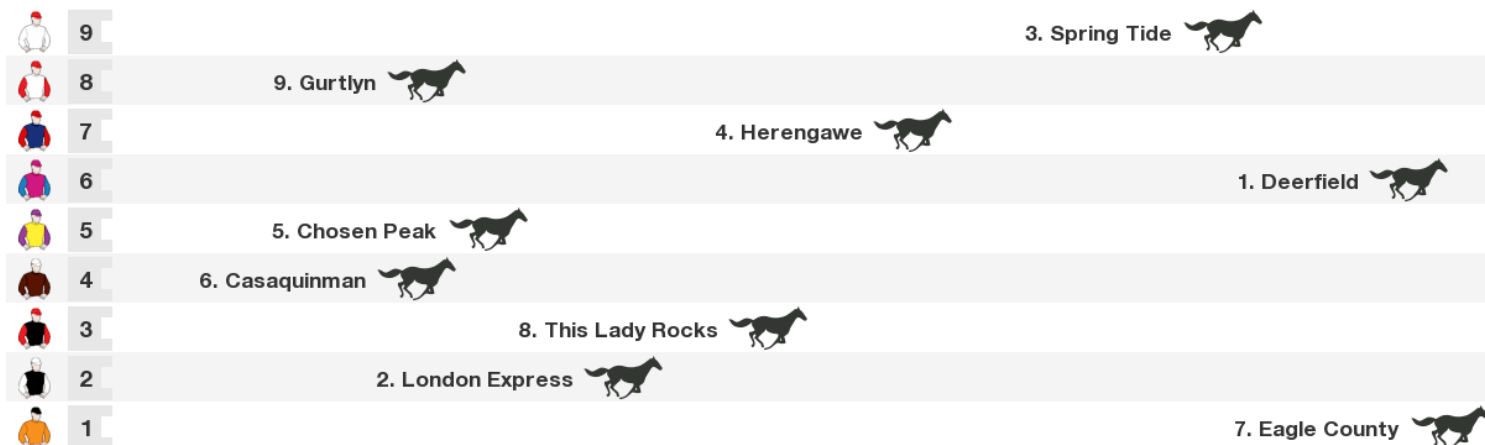 9 3. Spring Tide
8 9. Gurtlyn
7 4. Herengawe
6 1. Deerfield
5 5. Chosen Peak
4 6. Casaquinman
3 8. This Lady Rocks
2 2. London Express
1 7. Eagle County